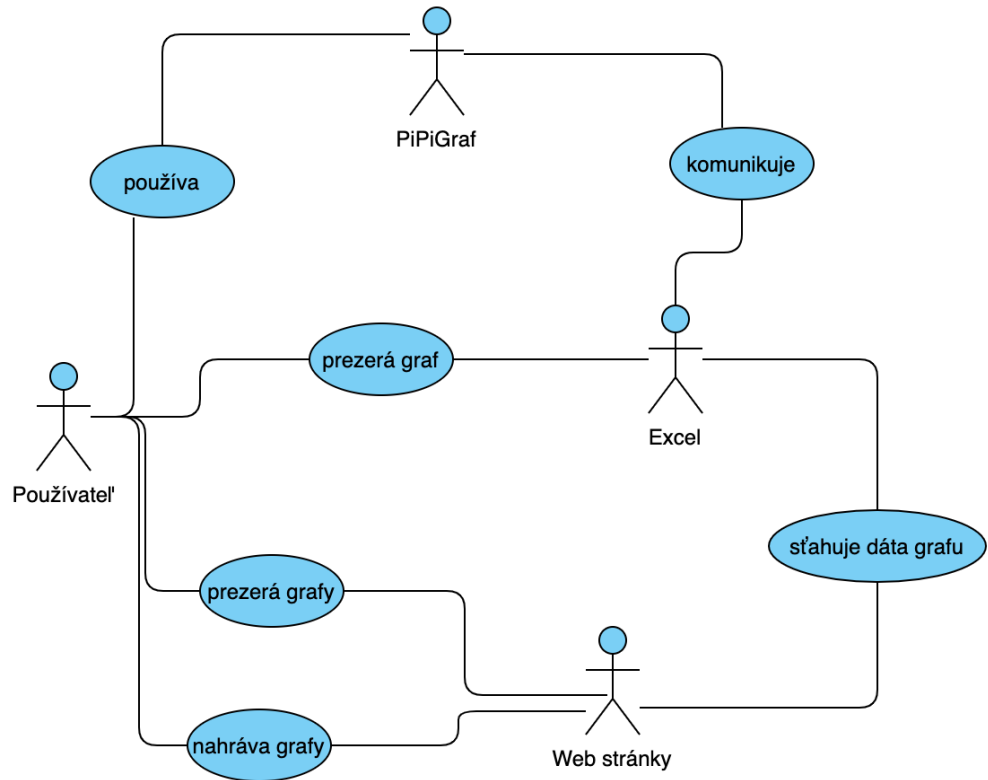 PiPiGraf
komunikuje
používa
prezerá graf
Excel
Používateľ
sťahuje dáta grafu
prezerá grafy
nahráva grafy
Web stránky